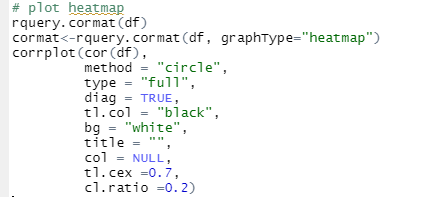 # plot heatmap
rquery.cormat(df)
cormat<-rquery.cormat(df, graphType="heatmap")
corrplot(cor(df),
method = "circle",
type = "full",
diag = TRUE,
tl.col = "black",
bg = "white",
title = "",
col = NULL,
tl.cex =0.7,
cl.ratio =0.2)